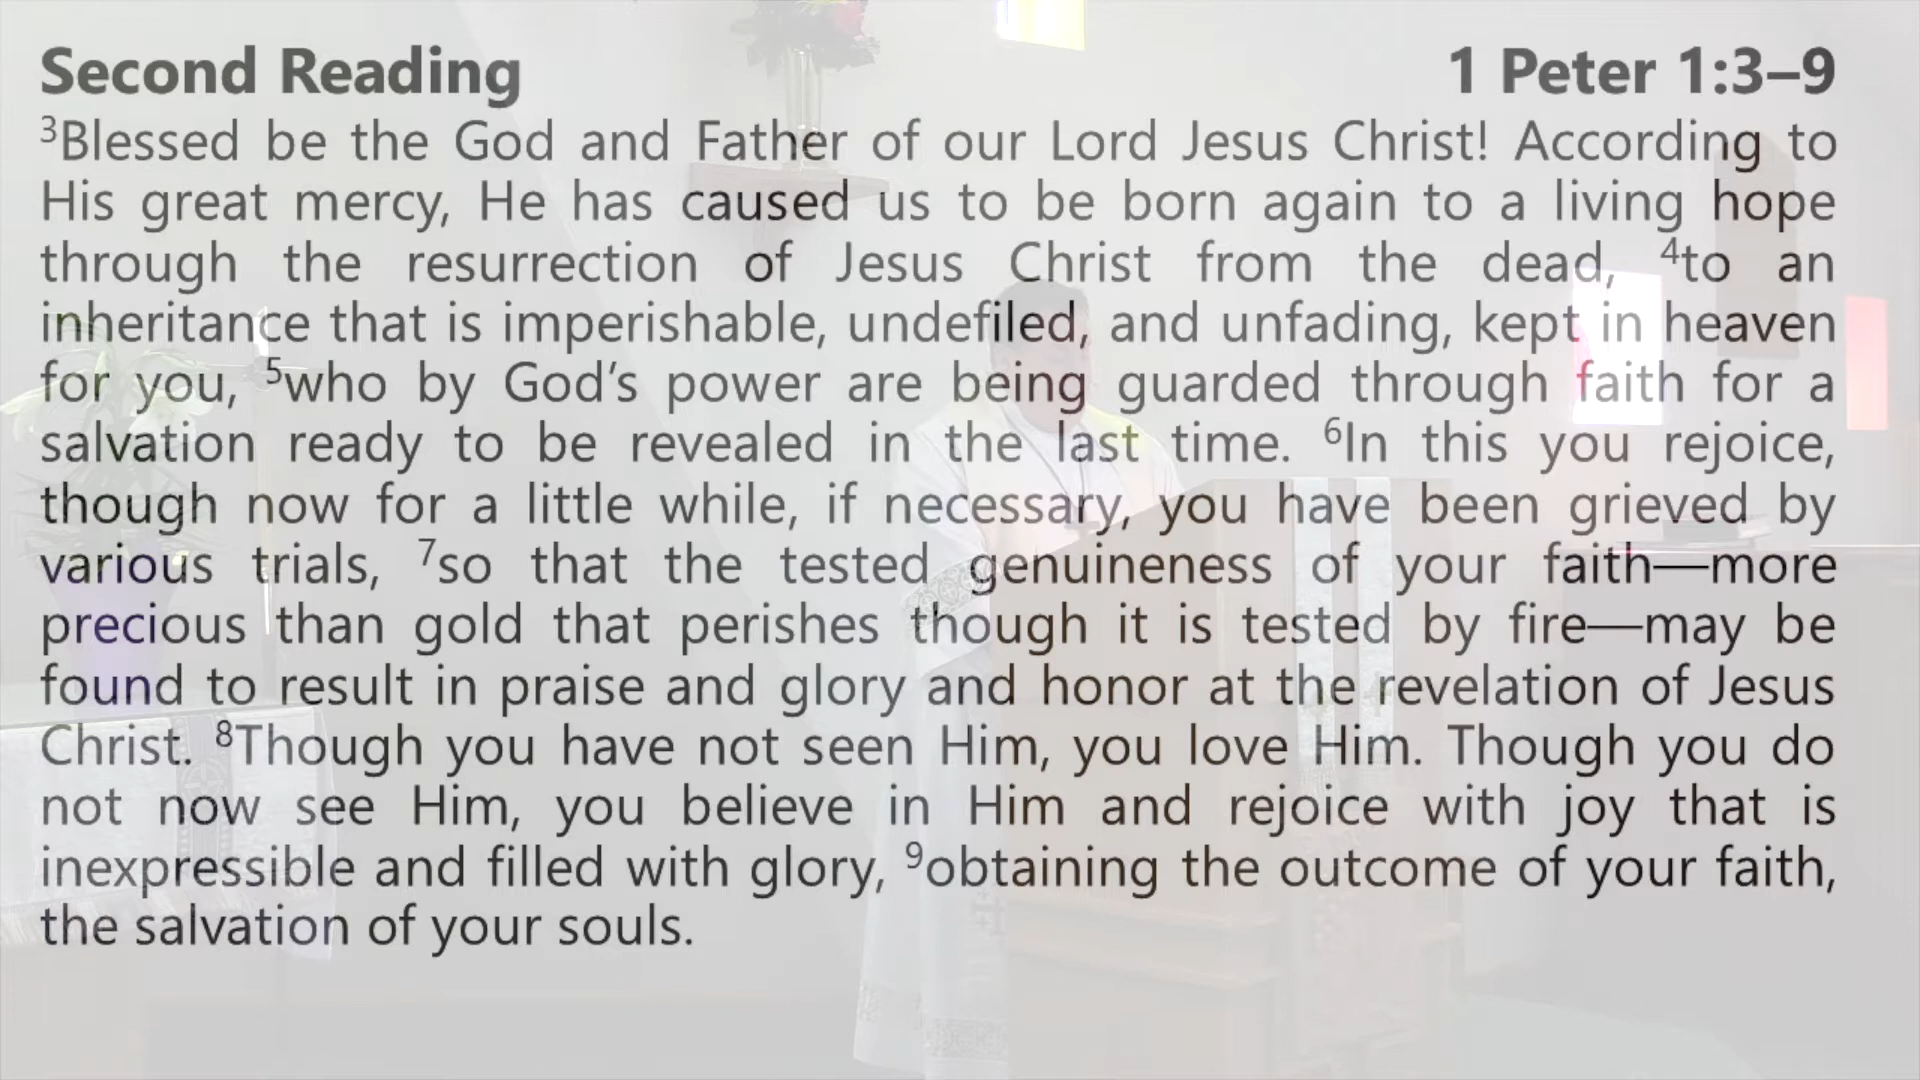 Second Reading 1 Peter 1:3–9
³Blessed be the God and Father of our Lord Jesus Christ! According to
His great mercy, He has caused us to be born again to a living hope
through the resurrection of Jesus Christ from the dead, ⁴to an
inheritance that is imperishable, undefiled, and unfading, kept in heaven
for you, ⁵who by God’s power are being guarded through faith for a
salvation ready to be revealed in the last time. ⁶In this you rejoice,
though now for a little while, if necessary, you have been grieved by
various trials, ⁷so that the tested genuineness of your faith—more
precious than gold that perishes though it is tested by fire—may be
found to result in praise and glory and honor at the revelation of Jesus
Christ. ⁸Though you have not seen Him, you love Him. Though you do
not now see Him, you believe in Him and rejoice with joy that is
inexpressible and filled with glory, ⁹obtaining the outcome of your faith,
the salvation of your souls.